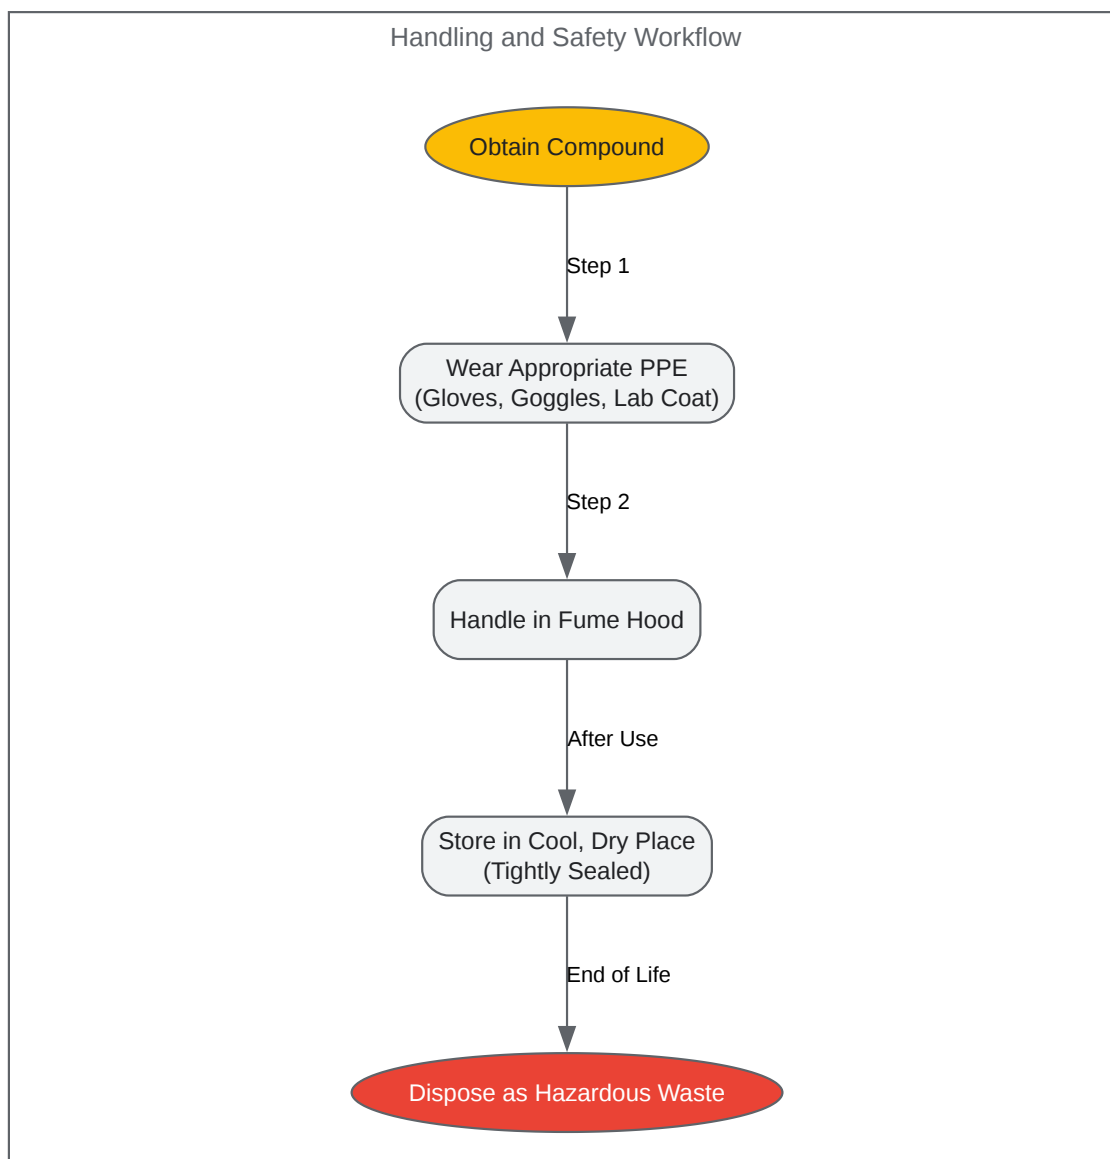 Handling and Safety Workflow
Obtain Compound
Step 1
Wear Appropriate PPE
(Gloves, Goggles, Lab Coat)
Step 2
Handle in Fume Hood
After Use
Store in Cool, Dry Place
(Tightly Sealed)
End of Life
Dispose as Hazardous Waste